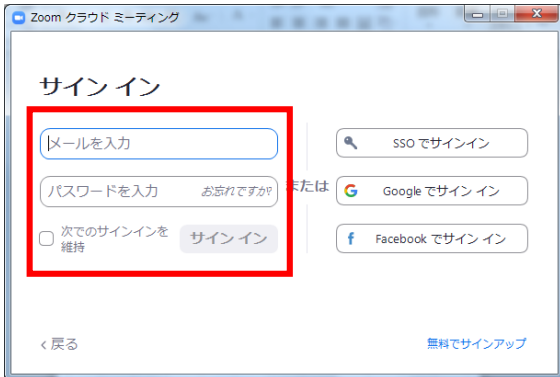 Zoom クラウド ミーティング
サイン イン
メールを入力
パスワードを入力 お忘れですか?
次でのサインインを
維持
サイン イン
または
SSO でサインイン
Google でサイン イン
Facebook でサイン イン
戻る
無料でサインアップ